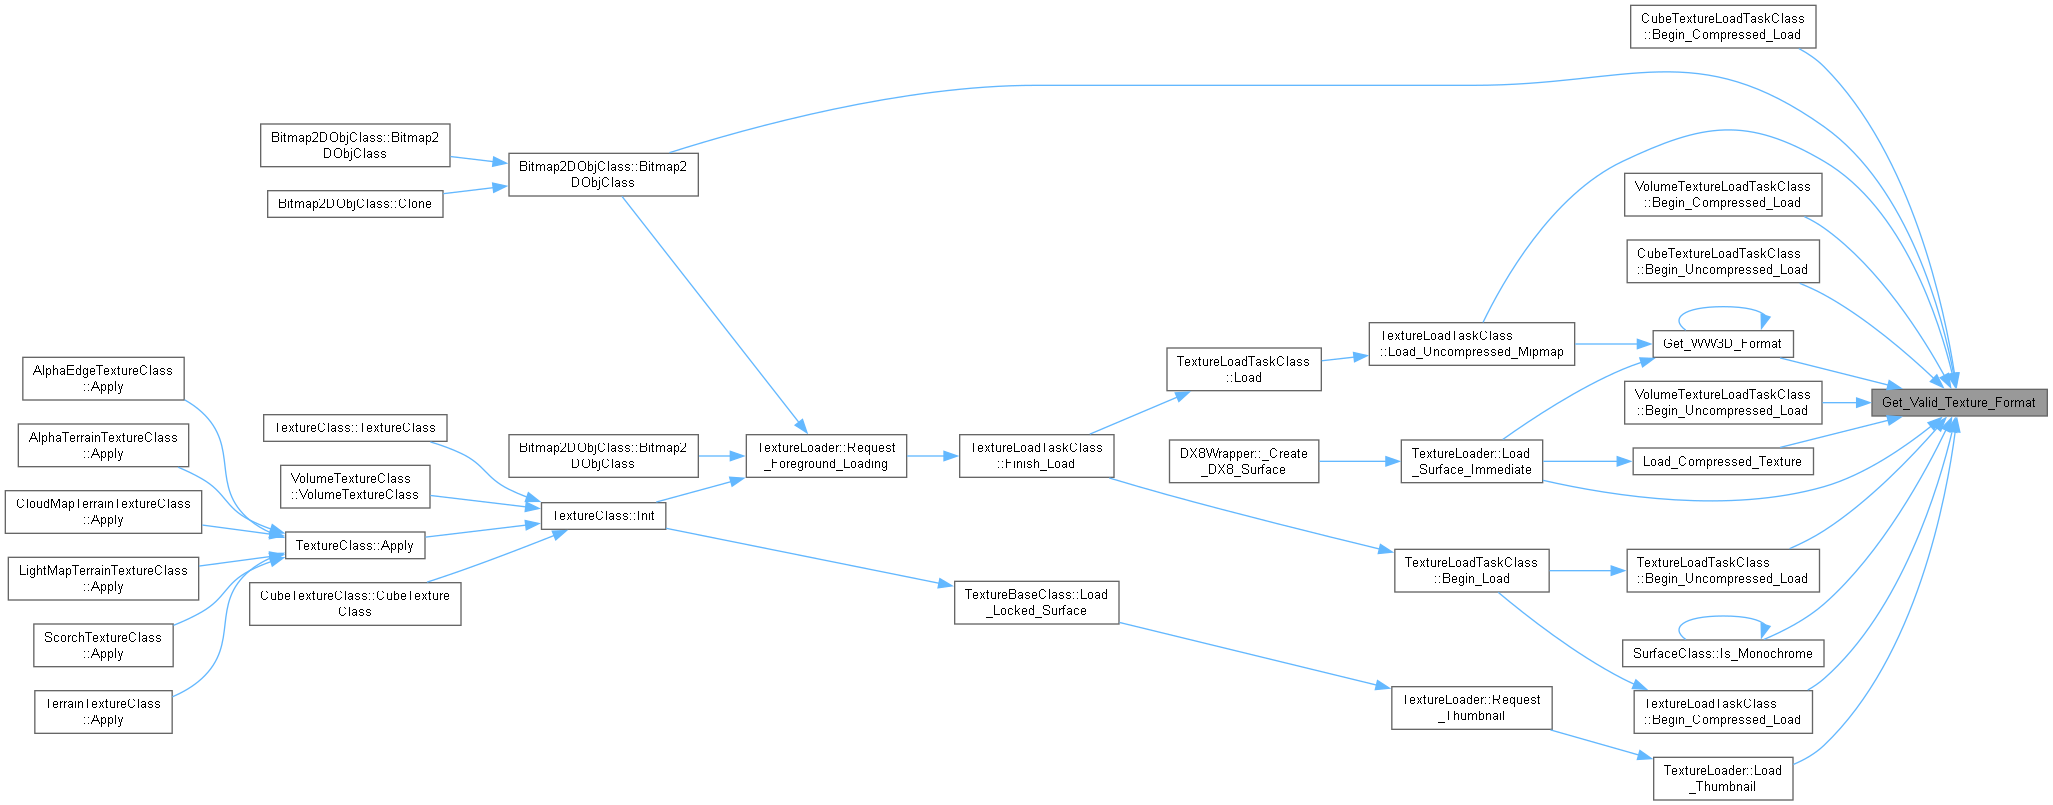 CubeTextureLoadTaskClass
::Begin_Compressed_Load
Bitmap2DObjClass::Bitmap2
DObjClass
Bitmap2DObjClass::Clone
Bitmap2DObjClass::Bitmap2
DObjClass
VolumeTextureLoadTaskClass
::Begin_Compressed_Load
CubeTextureLoadTaskClass
::Begin_Uncompressed_Load
Get_WW3D_Format
TextureLoadTaskClass
::Load_Uncompressed_Mipmap
TextureLoadTaskClass
::Load
VolumeTextureLoadTaskClass
::Begin_Uncompressed_Load
Get_Valid_Texture_Format
AlphaEdgeTextureClass
::Apply
AlphaTerrainTextureClass
::Apply
CloudMapTerrainTextureClass
::Apply
LightMapTerrainTextureClass
::Apply
ScorchTextureClass
::Apply
TerrainTextureClass
::Apply
TextureClass::TextureClass
VolumeTextureClass
::VolumeTextureClass
TextureClass::Apply
CubeTextureClass::CubeTexture
Class
Bitmap2DObjClass::Bitmap2
DObjClass
TextureClass::Init
TextureLoader::Request
_Foreground_Loading
TextureLoadTaskClass
::Finish_Load
DX8Wrapper::_Create
_DX8_Surface
TextureLoader::Load
_Surface_Immediate
Load_Compressed_Texture
TextureBaseClass::Load
_Locked_Surface
TextureLoadTaskClass
::Begin_Load
TextureLoadTaskClass
::Begin_Uncompressed_Load
SurfaceClass::Is_Monochrome
TextureLoader::Request
_Thumbnail
TextureLoadTaskClass
::Begin_Compressed_Load
TextureLoader::Load
_Thumbnail